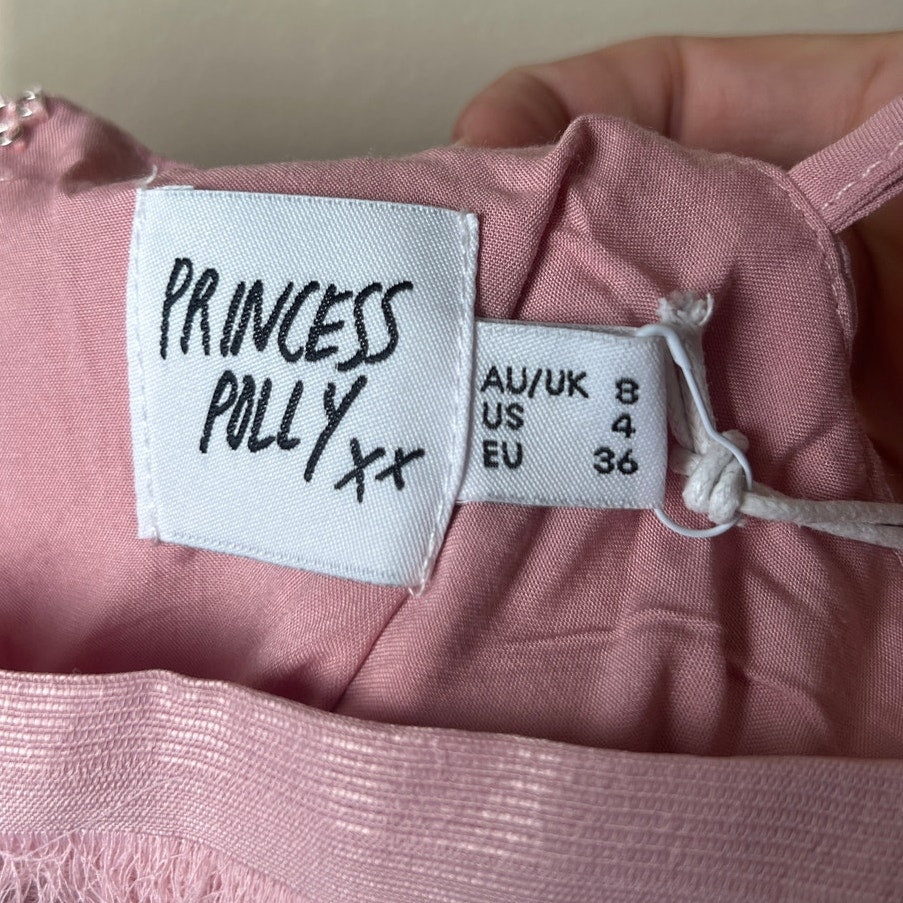 PRINCESS
POLLY
xx
AU/UK 8
US 4
EU 36